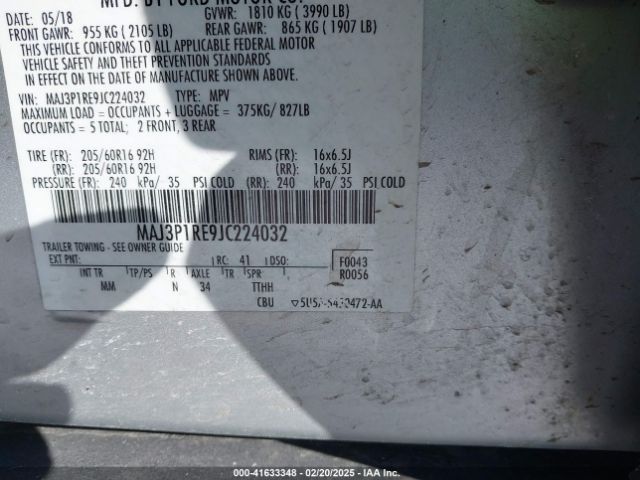 MFD. BY FORD MOTOR CO.
DATE: 05/18 GVWR: 1810 KG (3990 LB)
FRONT GAWR: 955 KG (2105 LB) REAR GAWR: 865 KG (1907 LB)
THIS VEHICLE CONFORMS TO ALL APPLICABLE FEDERAL MOTOR
VEHICLE SAFETY AND THEFT PREVENTION STANDARDS
IN EFFECT ON THE DATE OF MANUFACTURE SHOWN ABOVE.
VIN: MAJ3P1RE9JC224032 TYPE: MPV
MAXIMUM LOAD = OCCUPANTS + LUGGAGE = 375KG/ 827LB
OCCUPANTS = 5 TOTAL; 2 FRONT, 3 REAR
TIRE (FR): 205/60R16 92H RIMS (FR): 16x6.5J
(RR): 205/60R16 92H (RR): 16x6.5J
PRESSURE (FR): 240 kPa/ 35 PSI COLD (RR): 240 kPa/ 35 PSI COLD
MAJ3P1RE9JC224032
TRAILER TOWING - SEE OWNER GUIDE
EXT PNT: RC: 41 DSO: F0043
INT TR TP/PS R AXLE TR SPR R0056
MM N 34 TTHH
CBU
IAA-41633348 02/20/2025 IAA